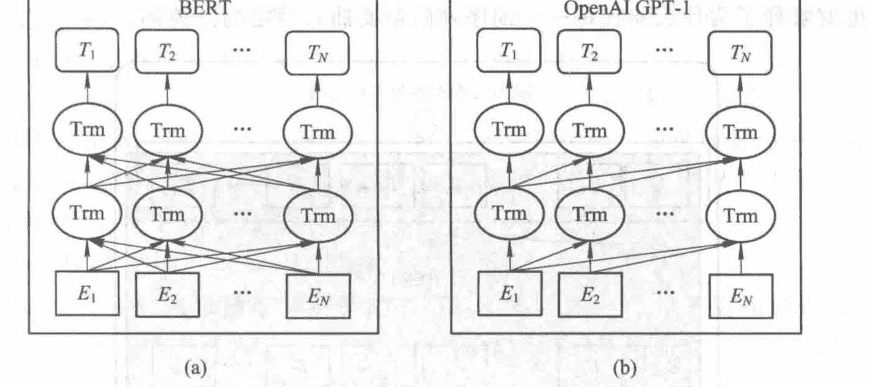 BERT OpenAI GPT-1
T1 T2 ... TN T1 T2 ... TN
Trm Trm ... Trm Trm Trm ... Trm
Trm Trm ... Trm Trm Trm ... Trm
E1 E2 ... EN E1 E2 ... EN
(a) (b)